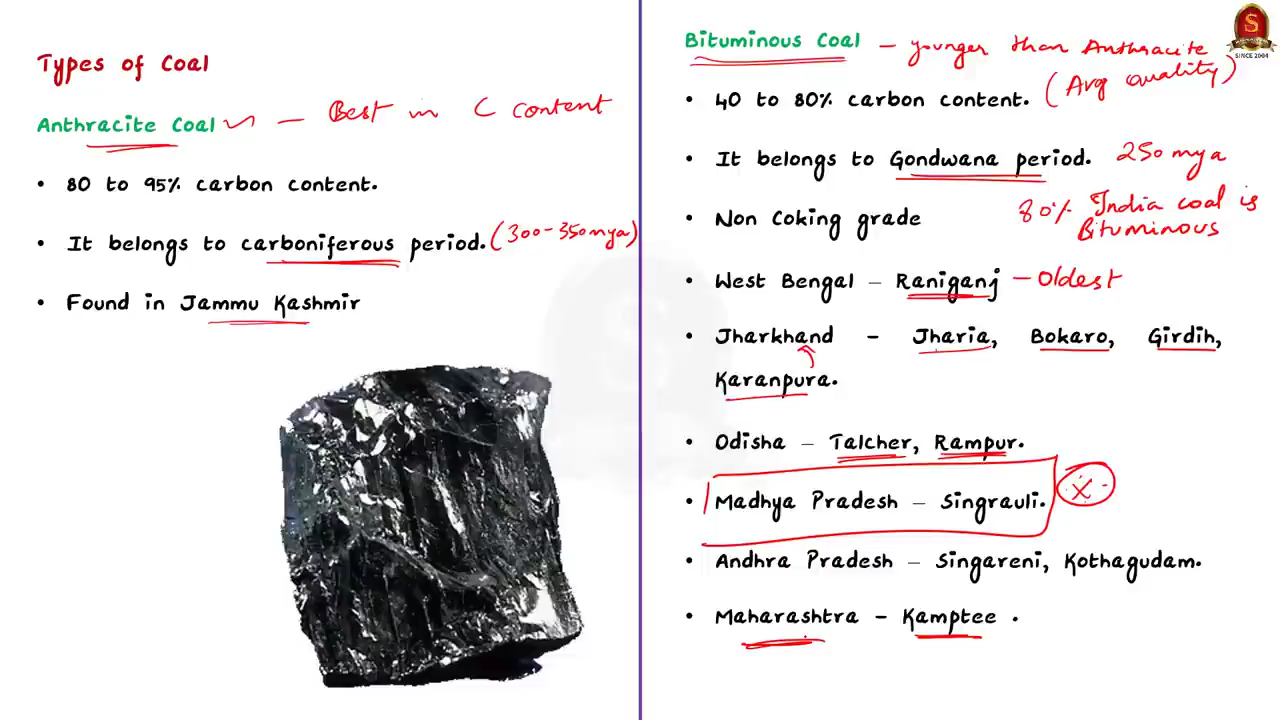 Types of Coal
Anthracite Coal — Best in C content
• 80 to 95% carbon content.
• It belongs to carboniferous period. (300-350mya)
• Found in Jammu Kashmir
Bituminous Coal — younger than Anthracite
(Avg quality)
• 40 to 80% carbon content.
• It belongs to Gondwana period. 250 mya
• Non Coking grade
80% India coal is
Bituminous
• West Bengal – Raniganj — Oldest
• Jharkhand - Jharia, Bokaro, Girdih,
Karanpura.
• Odisha – Talcher, Rampur.
• Madhya Pradesh – Singrauli. X
• Andhra Pradesh – Singareni, Kothagudam.
• Maharashtra - Kamptee .
S
SINCE 2004